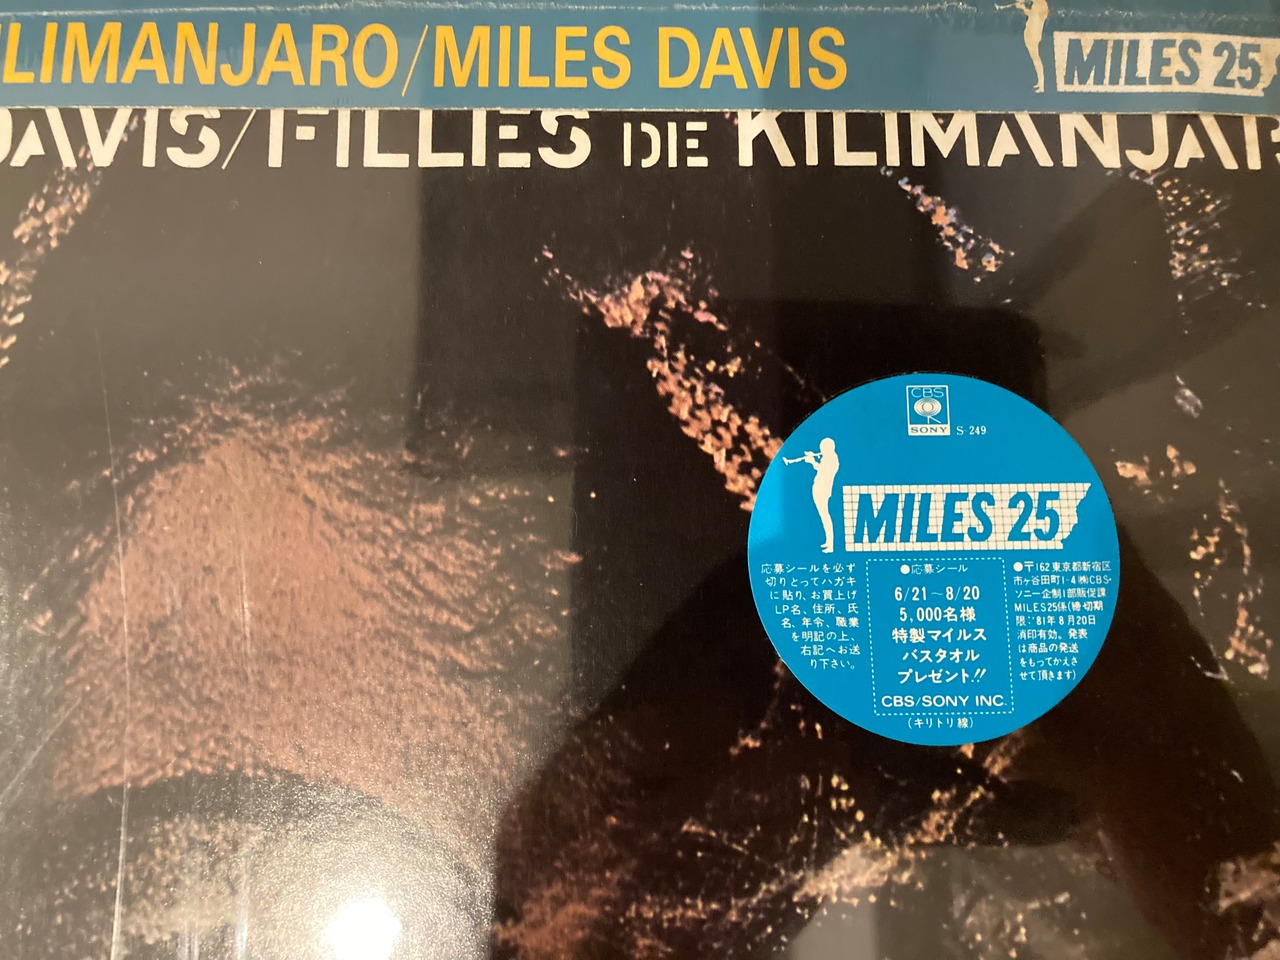 ILIMANJARO/MILES DAVIS
MILES 25
DAVIS/FILLES DE KILIMANJAR
CBS
SONY
S 249
MILES 25
応募シールを必ず
切りとってハガキ
に貼り、お買上げ
LP名、住所、氏
名、年令、職業
を明記の上、
右記へお送
り下さい。
●応募シール
6/21～8/20
5,000名様
特製マイルス
バスタオル
プレゼント!!
CBS/SONY INC.
(キリトリ線)
●〒162東京都新宿区
市ヶ谷田町1-4㈱CBS・
ソニー企制1部販促課
MILES25係(締切期
限:'81年8月20日
消印有効。発表
は商品の発送
をもってかえさ
せて頂きます)